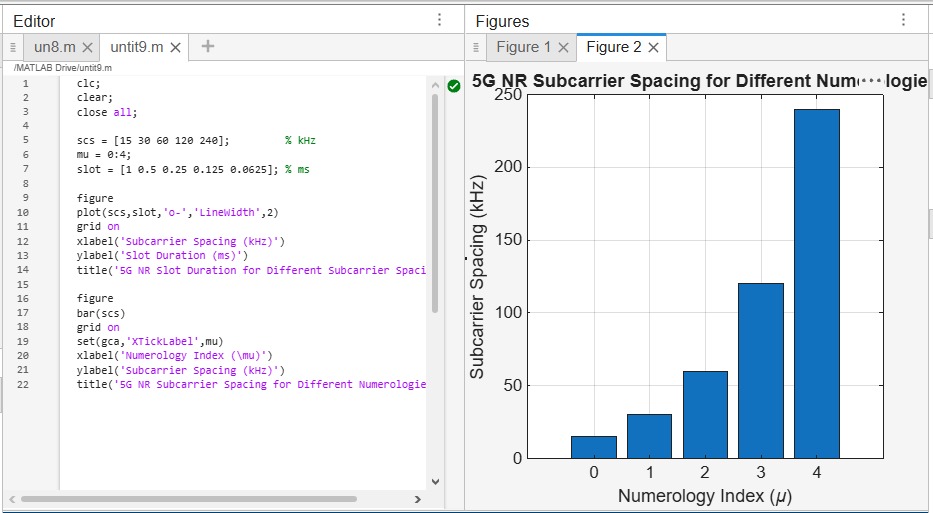 Editor
un8.m
untit9.m
/MATLAB Drive/untit9.m
1 clc;
2 clear;
3 close all;
4
5 scs = [15 30 60 120 240]; % kHz
6 mu = 0:4;
7 slot = [1 0.5 0.25 0.125 0.0625]; % ms
8
9 figure
10 plot(scs,slot,'o-','LineWidth',2)
11 grid on
12 xlabel('Subcarrier Spacing (kHz)')
13 ylabel('Slot Duration (ms)')
14 title('5G NR Slot Duration for Different Subcarrier Spaci
15
16 figure
17 bar(scs)
18 grid on
19 set(gca,'XTickLabel',mu)
20 xlabel('Numerology Index (\mu)')
21 ylabel('Subcarrier Spacing (kHz)')
22 title('5G NR Subcarrier Spacing for Different Numerologie
Figures
Figure 1
Figure 2
5G NR Subcarrier Spacing for Different Num ologie
250
200
150
100
50
0
Subcarrier Spacing (kHz)
0 1 2 3 4
Numerology Index (μ)